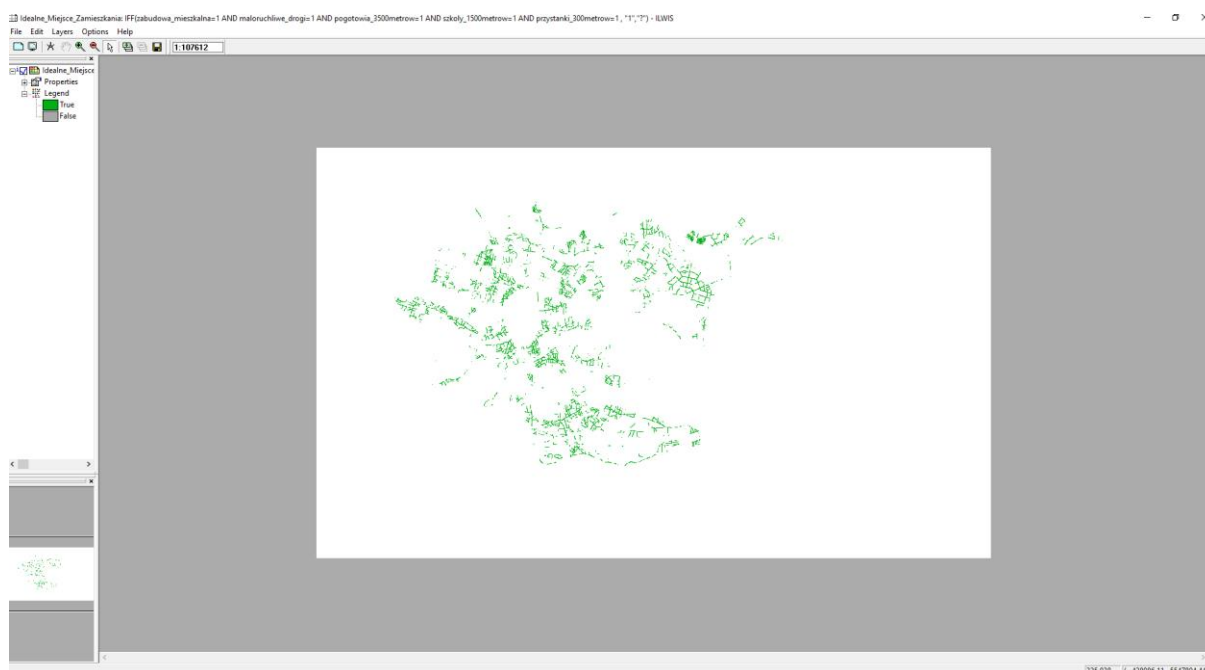 Idealne_Miejsce_Zamieszkania: IFF(zabudowa_mieszkalna=1 AND maloruchliwe_drogi=1 AND pogotowia_3500metrow=1 AND szkoly_1500metrow=1 AND przystanki_300metrow=1 , "1","?") - ILWIS
File Edit Layers Options Help
1:107612
Idealne_Miejsce
Properties
Legend
True
False